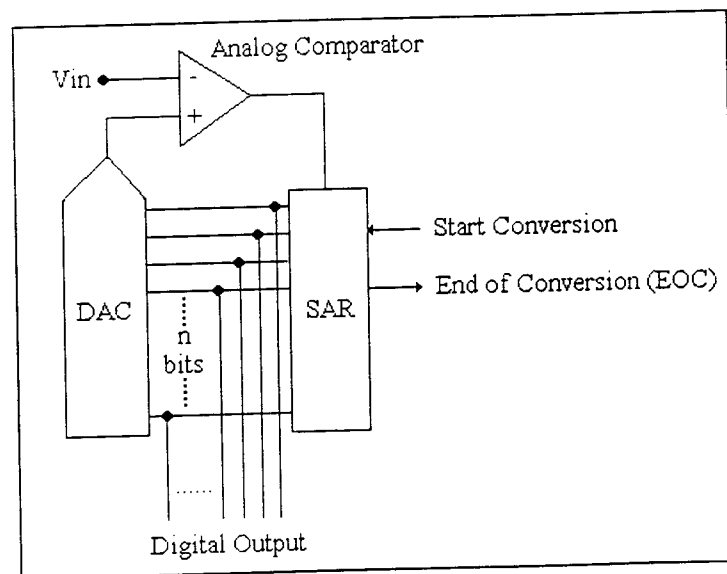 Analog Comparator
Vin
-
+
Start Conversion
End of Conversion (EOC)
DAC
SAR
n
bits
Digital Output